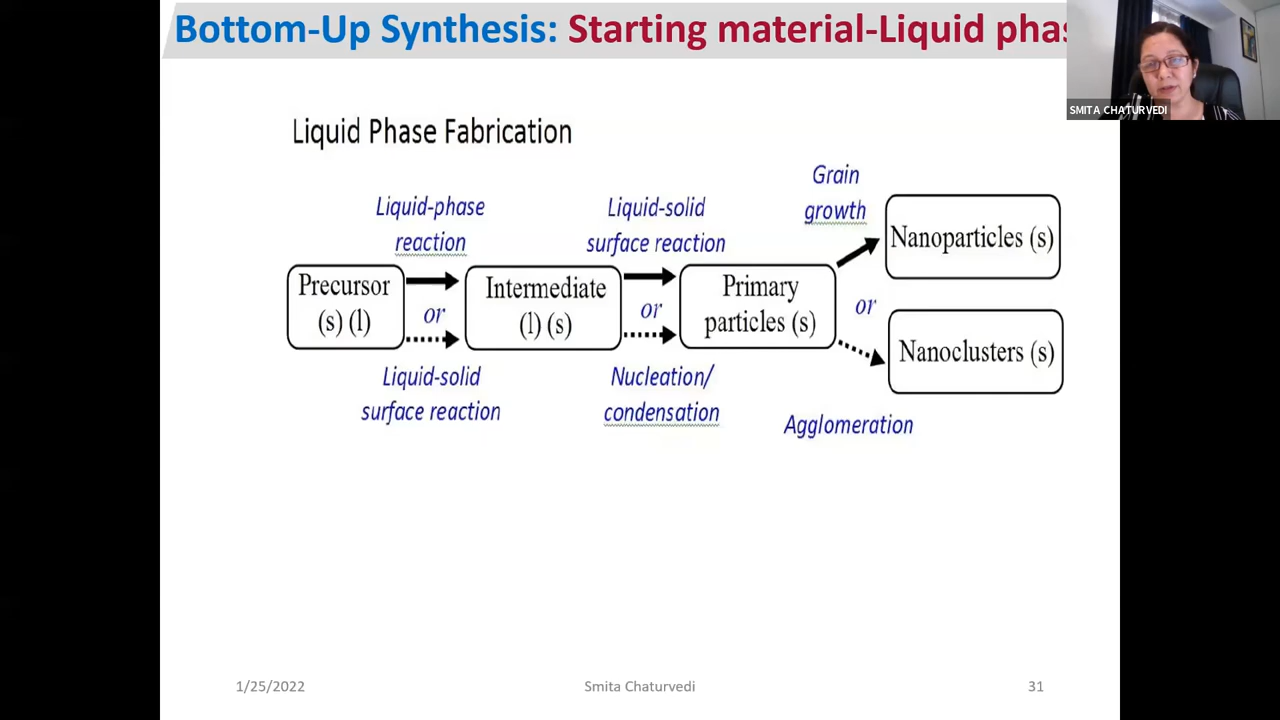 Bottom-Up Synthesis: Starting material-Liquid phas
SMITA CHATURVEDI
Liquid Phase Fabrication
Grain
growth
Liquid-phase
reaction
Liquid-solid
surface reaction
Nanoparticles (s)
Precursor
(s) (l)
or
Intermediate
(l) (s)
or
Primary
particles (s)
or
Nanoclusters (s)
Liquid-solid
surface reaction
Nucleation/
condensation
Agglomeration
1/25/2022
Smita Chaturvedi
31